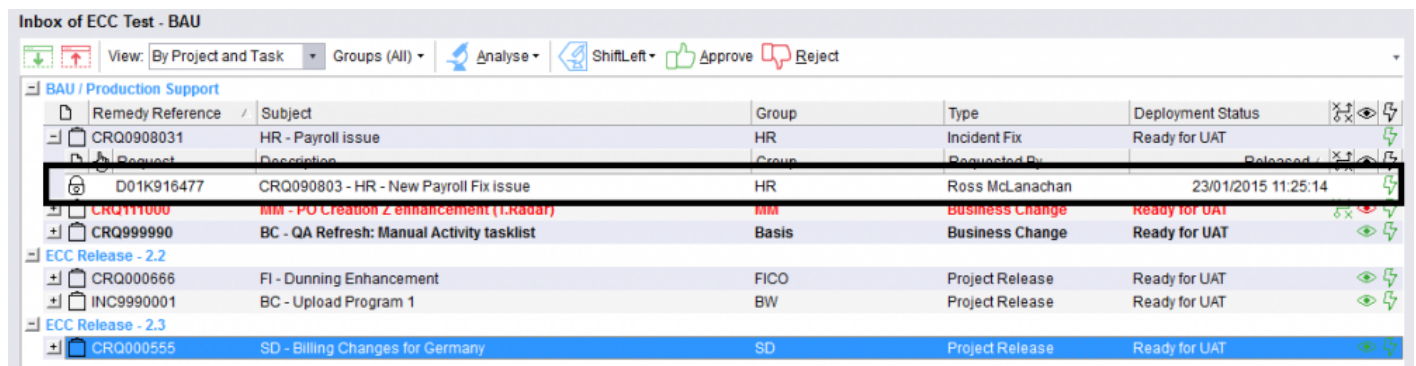 Inbox of ECC Test - BAU
View: By Project and Task Groups (All) Analyse ShiftLeft Approve Reject
BAU / Production Support
Remedy Reference / Subject Group Type Deployment Status
CRQ0908031 HR - Payroll issue HR Incident Fix Ready for UAT
Request Description Group Requested By Released /
D01K916477 CRQ090803 - HR - New Payroll Fix issue HR Ross McLanachan 23/01/2015 11:25:14
CRQ111000 MM - PO Creation Z enhancement (T.Radar) MM Business Change Ready for UAT
CRQ999990 BC - QA Refresh: Manual Activity tasklist Basis Business Change Ready for UAT
ECC Release - 2.2
CRQ000666 FI - Dunning Enhancement FICO Project Release Ready for UAT
INC9990001 BC - Upload Program 1 BW Project Release Ready for UAT
ECC Release - 2.3
CRQ000555 SD - Billing Changes for Germany SD Project Release Ready for UAT